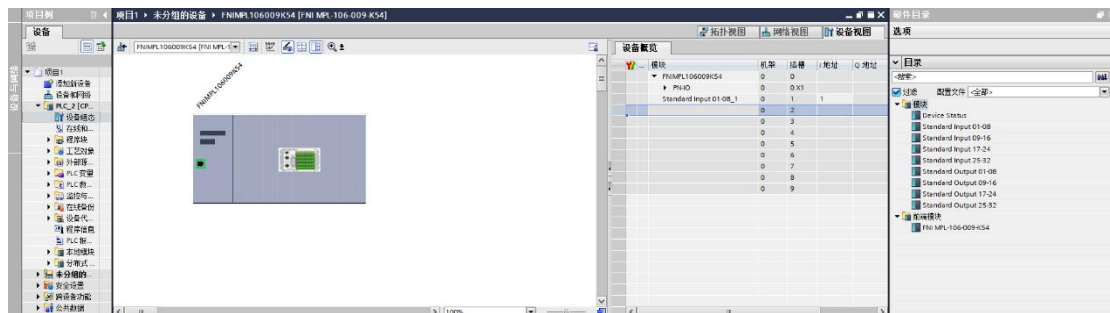 项目树
项目1 ▸ 未分组的设备 ▸ FNIMPL106009K54 [FNI MPL-106-009-K54]
硬件目录
设备
拓扑视图
网络视图
设备视图
选项
FNIMPL106009K54 [FNI MPL-1
设备概览
设备与网络
项目1
添加新设备
设备和网络
PLC_2 [CP...
设备组态
在线和...
程序块
工艺对象
外部源...
PLC 变量
PLC 数...
监控与...
在线备份
设备代...
程序信息
PLC 报...
本地模块
分布式 ...
未分组的...
安全设置
跨设备功能
公共数据
FNIMPL106009K54
100%
模块 机架 插槽 I 地址 Q 地址
FNIMPL106009K54 0 0
PN-IO 0 0 X1
Standard Input 01-08_1 0 1 1
0 2
0 3
0 4
0 5
0 6
0 7
0 8
0 9
目录
<搜索>
过滤 配置文件 <全部>
模块
Device Status
Standard Input 01-08
Standard Input 09-16
Standard Input 17-24
Standard Input 25-32
Standard Output 01-08
Standard Output 09-16
Standard Output 17-24
Standard Output 25-32
前端模块
FNI MPL-106-009-K54